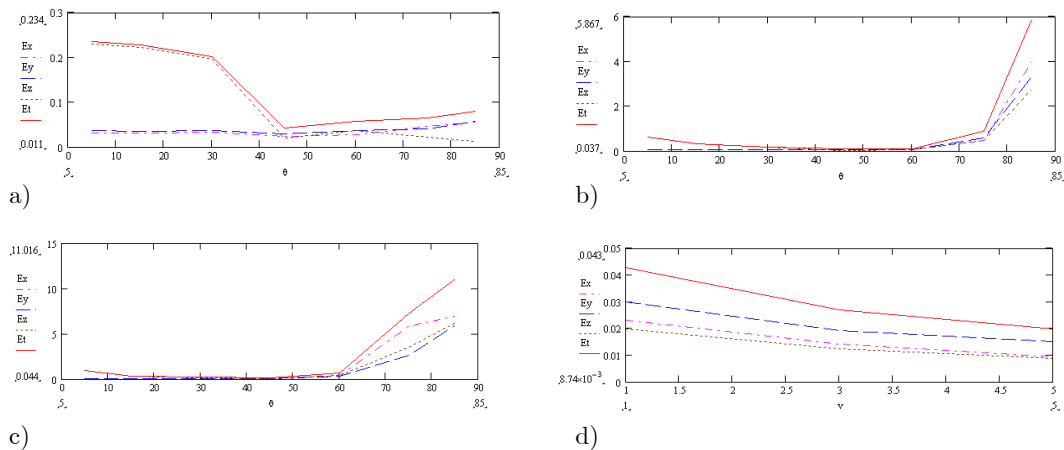 0.234
0.3
Ex
0.2
Ey
Ez
0.1
Et
0.011
0
0 10 20 30 40 50 60 70 80 90
5
θ
85
a)
5.867
6
Ex
4
Ey
Ez
2
Et
0.037
0
0 10 20 30 40 50 60 70 80 90
5
θ
85
b)
11.016
15
Ex
10
Ey
Ez
5
Et
0.044
0
0 10 20 30 40 50 60 70 80 90
5
θ
85
c)
0.043
0.05
0.04
Ex
0.03
Ey
Ez
0.02
Et
0.01
8.74×10⁻³
0
1 1.5 2 2.5 3 3.5 4 4.5 5
1
v
5
d)